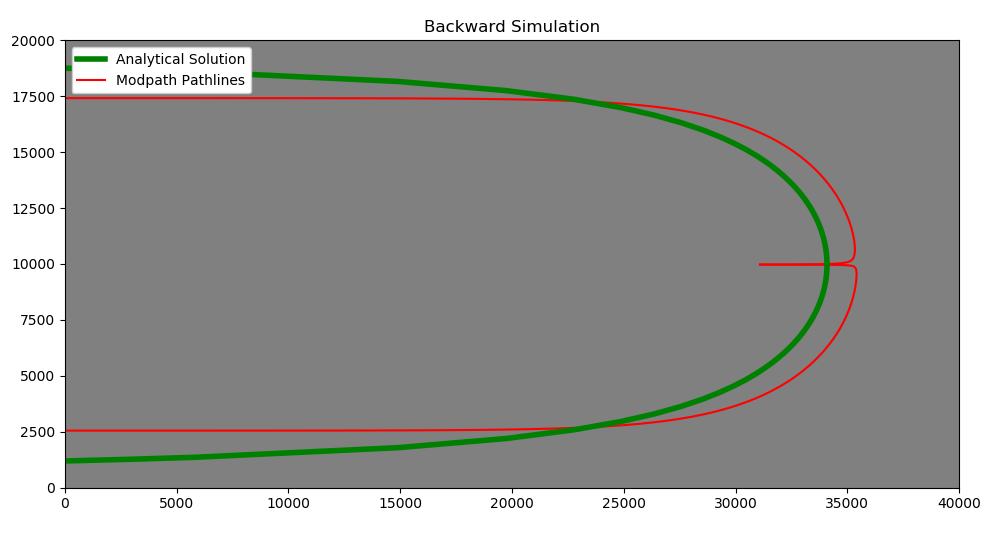 Backward Simulation
Analytical Solution
Modpath Pathlines
20000
17500
15000
12500
10000
7500
5000
2500
0
0 5000 10000 15000 20000 25000 30000 35000 40000